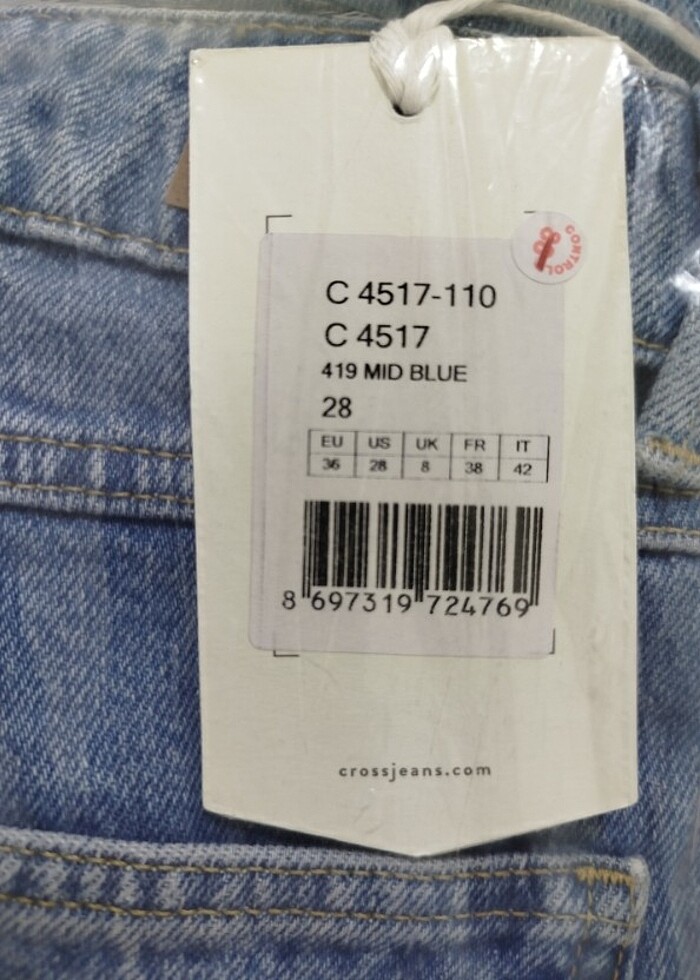 CONTROL
C 4517-110
C 4517
419 MID BLUE
28
EU US UK FR IT
36 28 8 38 42
8 697319 724769
crossjeans.com